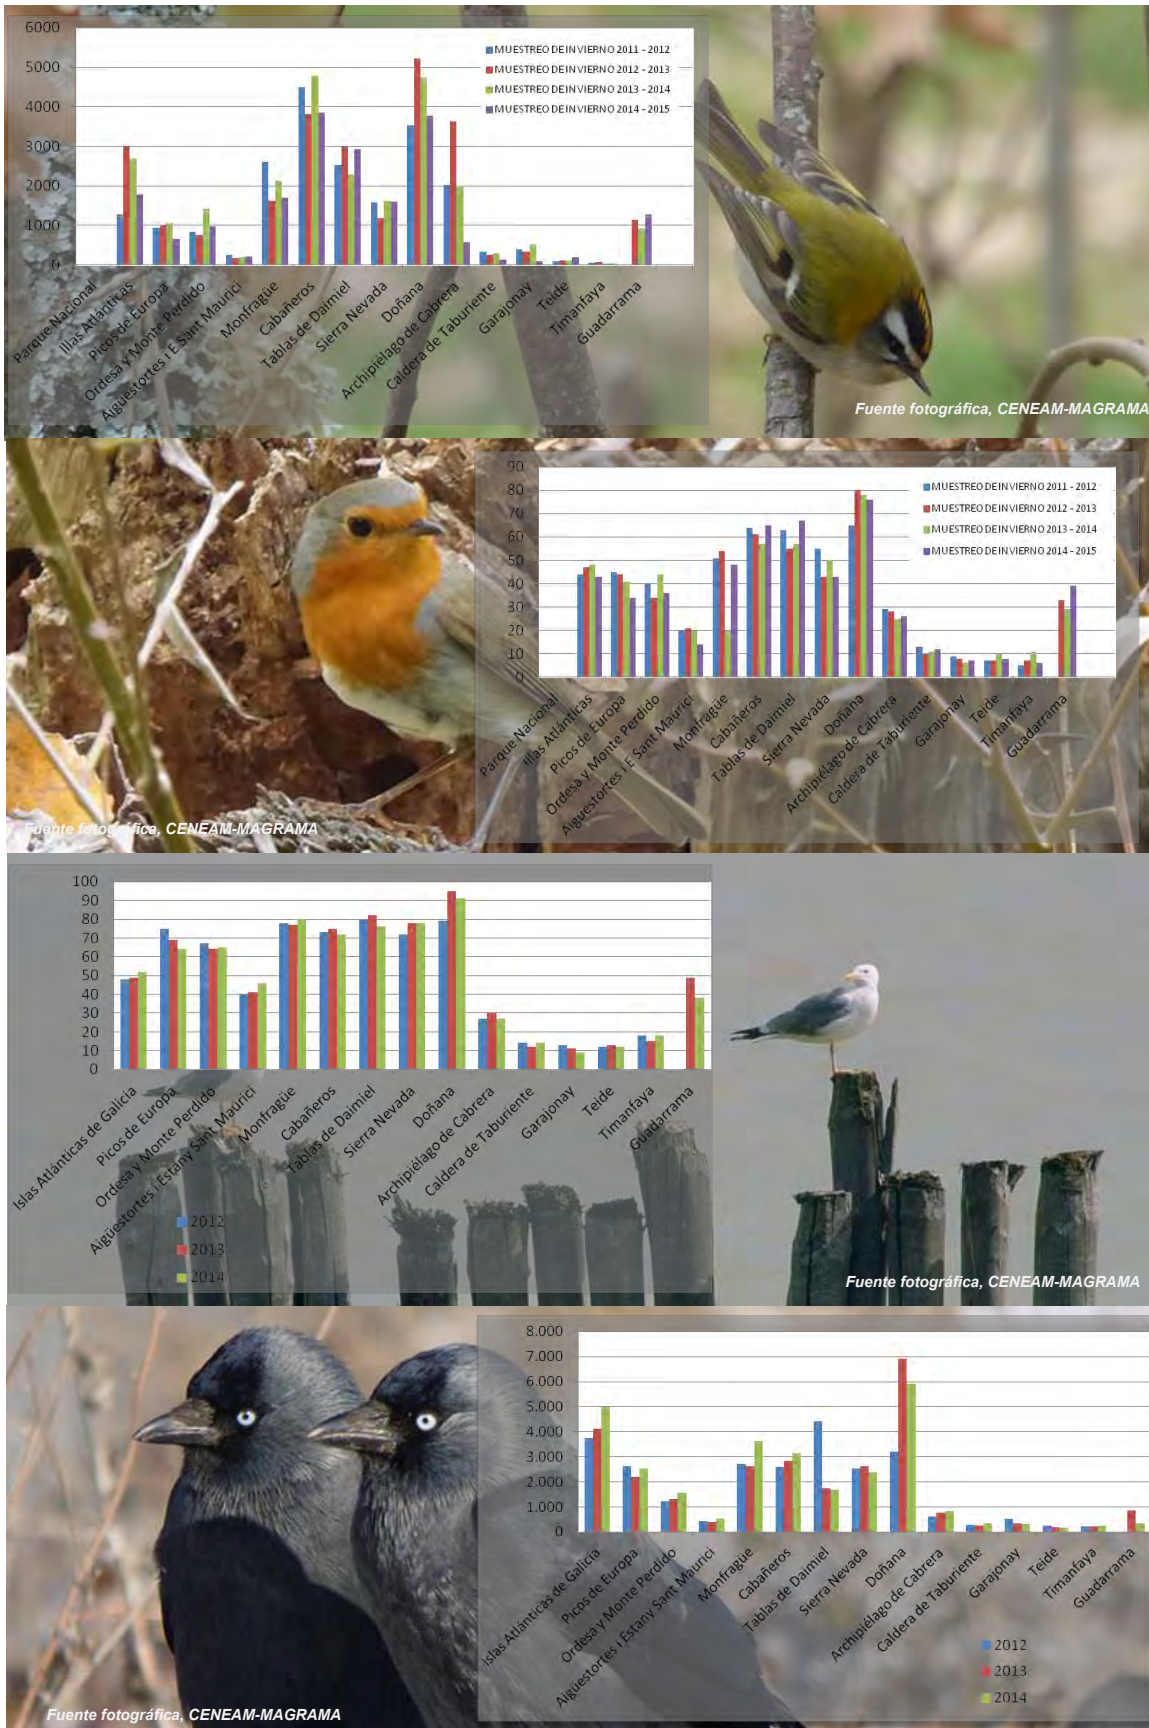 6000
5000
4000
3000
2000
1000
0
MUESTREO DE INVIERNO 2011 - 2012
MUESTREO DE INVIERNO 2012 - 2013
MUESTREO DE INVIERNO 2013 - 2014
MUESTREO DE INVIERNO 2014 - 2015
Parque Nacional
Illas Atlánticas
Picos de Europa
Ordesa y Monte Perdido
Aigüestortes i E Sant Maurici
Monfragüe
Cabañeros
Tablas de Daimiel
Sierra Nevada
Doñana
Archipiélago de Cabrera
Caldera de Taburiente
Garajonay
Teide
Timanfaya
Guadarrama
Fuente fotográfica, CENEAM-MAGRAMA
90
80
70
60
50
40
30
20
10
0
MUESTREO DE INVIERNO 2011 - 2012
MUESTREO DE INVIERNO 2012 - 2013
MUESTREO DE INVIERNO 2013 - 2014
MUESTREO DE INVIERNO 2014 - 2015
Parque Nacional
Illas Atlánticas
Picos de Europa
Ordesa y Monte Perdido
Aiguestortes i E Sant Maurici
Monfragüe
Cabañeros
Tablas de Daimiel
Sierra Nevada
Doñana
Archipiélago de Cabrera
Caldera de Taburiente
Garajonay
Teide
Timanfaya
Guadarrama
Fuente fotográfica, CENEAM-MAGRAMA
100
90
80
70
60
50
40
30
20
10
0
Islas Atlánticas de Galicia
Picos de Europa
Ordesa y Monte Perdido
Aigüestortes i Estany Sant Maurici
Monfragüe
Cabañeros
Tablas de Daimiel
Sierra Nevada
Doñana
Archipiélago de Cabrera
Caldera de Taburiente
Garajonay
Teide
Timanfaya
Guadarrama
2012
2013
2014
Fuente fotográfica, CENEAM-MAGRAMA
8.000
7.000
6.000
5.000
4.000
3.000
2.000
1.000
0
Islas Atlánticas de Galicia
Picos de Europa
Ordesa y Monte Perdido
Aigüestortes i Estany Sant Maurici
Monfragüe
Cabañeros
Tablas de Daimiel
Sierra Nevada
Doñana
Archipiélago de Cabrera
Caldera de Taburiente
Garajonay
Teide
Timanfaya
Guadarrama
2012
2013
2014
Fuente fotográfica, CENEAM-MAGRAMA